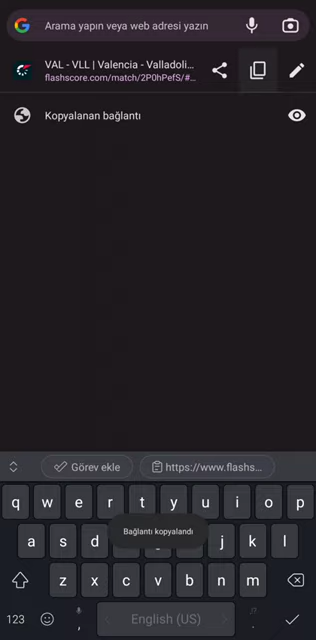 Arama yapın veya web adresi yazın
VAL - VLL | Valencia - Valladoli...
flashscore.com/match/2P0hPefS/#...
Kopyalanan bağlantı
Görev ekle
https://www.flashs...
q w e r t y u i o p
a s d j k l
Bağlantı kopyalandı
z x c v b n m
123 , English (US) .